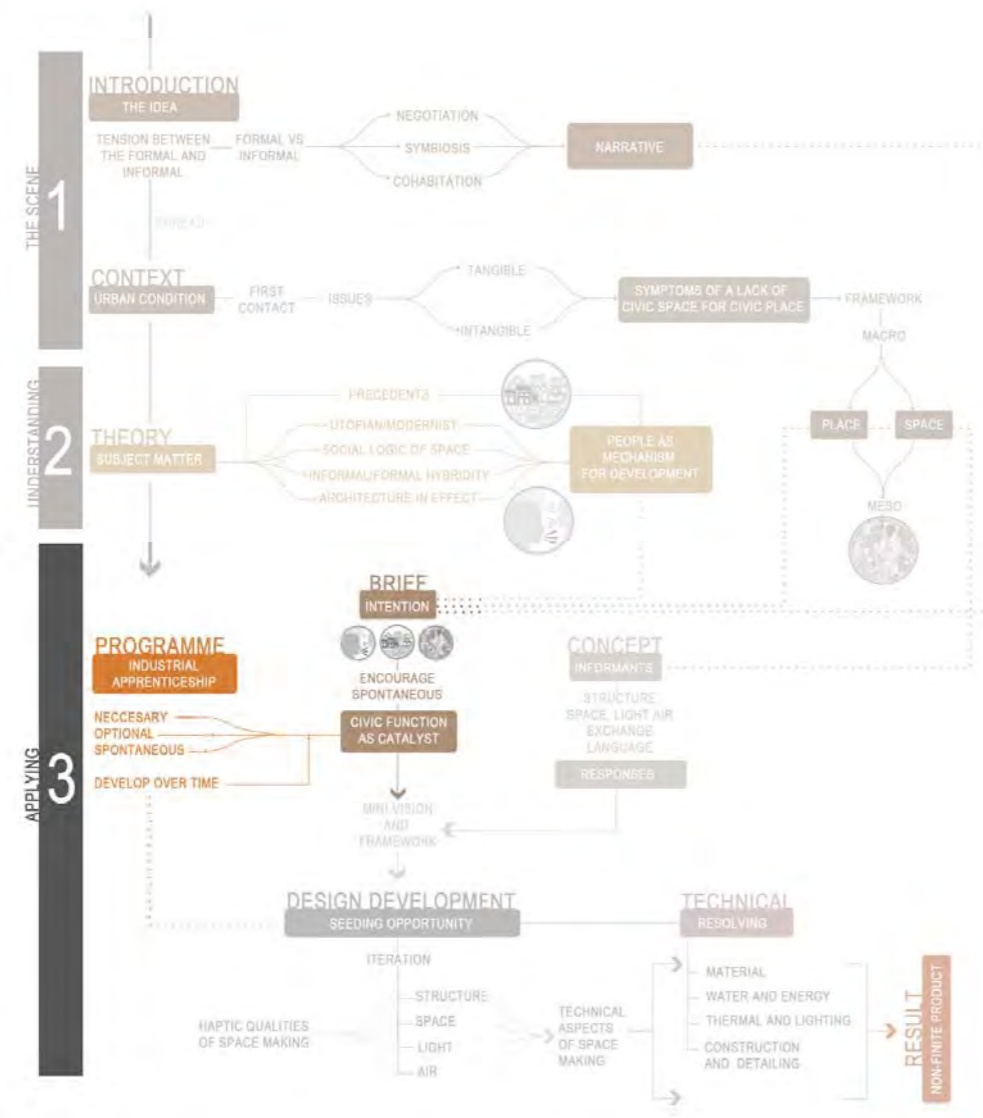 THE SCENE
1
INTRODUCTION
THE IDEA
TENSION BETWEEN
THE FORMAL AND
INFORMAL
FORMAL VS
INFORMAL
NEGOTIATION
SYMBIOSIS
COHABITATION
NARRATIVE
CONTEXT
URBAN CONDITION
FIRST
CONTACT
ISSUES
TANGIBLE
INTANGIBLE
SYMPTOMS OF A LACK OF
CIVIC SPACE FOR CIVIC PLACE
FRAMEWORK
MACRO
PLACE
SPACE
MESO
UNDERSTANDING
2
THEORY
SUBJECT MATTER
PRECEDENTS
UTOPIAN/MODERNIST
SOCIAL LOGIC OF SPACE
INFORMAL/FORMAL HYBRIDITY
ARCHITECTURE IN EFFECT
PEOPLE AS
MECHANISM
FOR DEVELOPMENT
APPLYING
3
BRIEF
INTENTION
ENCOURAGE
SPONTANEOUS
CIVIC FUNCTION
AS CATALYST
PROGRAMME
INDUSTRIAL
APPRENTICESHIP
NECCESARY
OPTIONAL
SPONTANEOUS
DEVELOP OVER TIME
CONCEPT
INFORMANTS
STRUCTURE
SPACE, LIGHT AIR
EXCHANGE
LANGUAGE
RESPONSES
MINI VISION
AND
FRAMEWORK
DESIGN DEVELOPMENT
SEEDING OPPORTUNITY
ITERATION
STRUCTURE
SPACE
LIGHT
AIR
HAPTIC QUALITIES
OF SPACE MAKING
TECHNICAL
ASPECTS
OF SPACE
MAKING
TECHNICAL
RESOLVING
MATERIAL
WATER AND ENERGY
THERMAL AND LIGHTING
CONSTRUCTION
AND DETAILING
RESULT
NON-FINITE PRODUCT